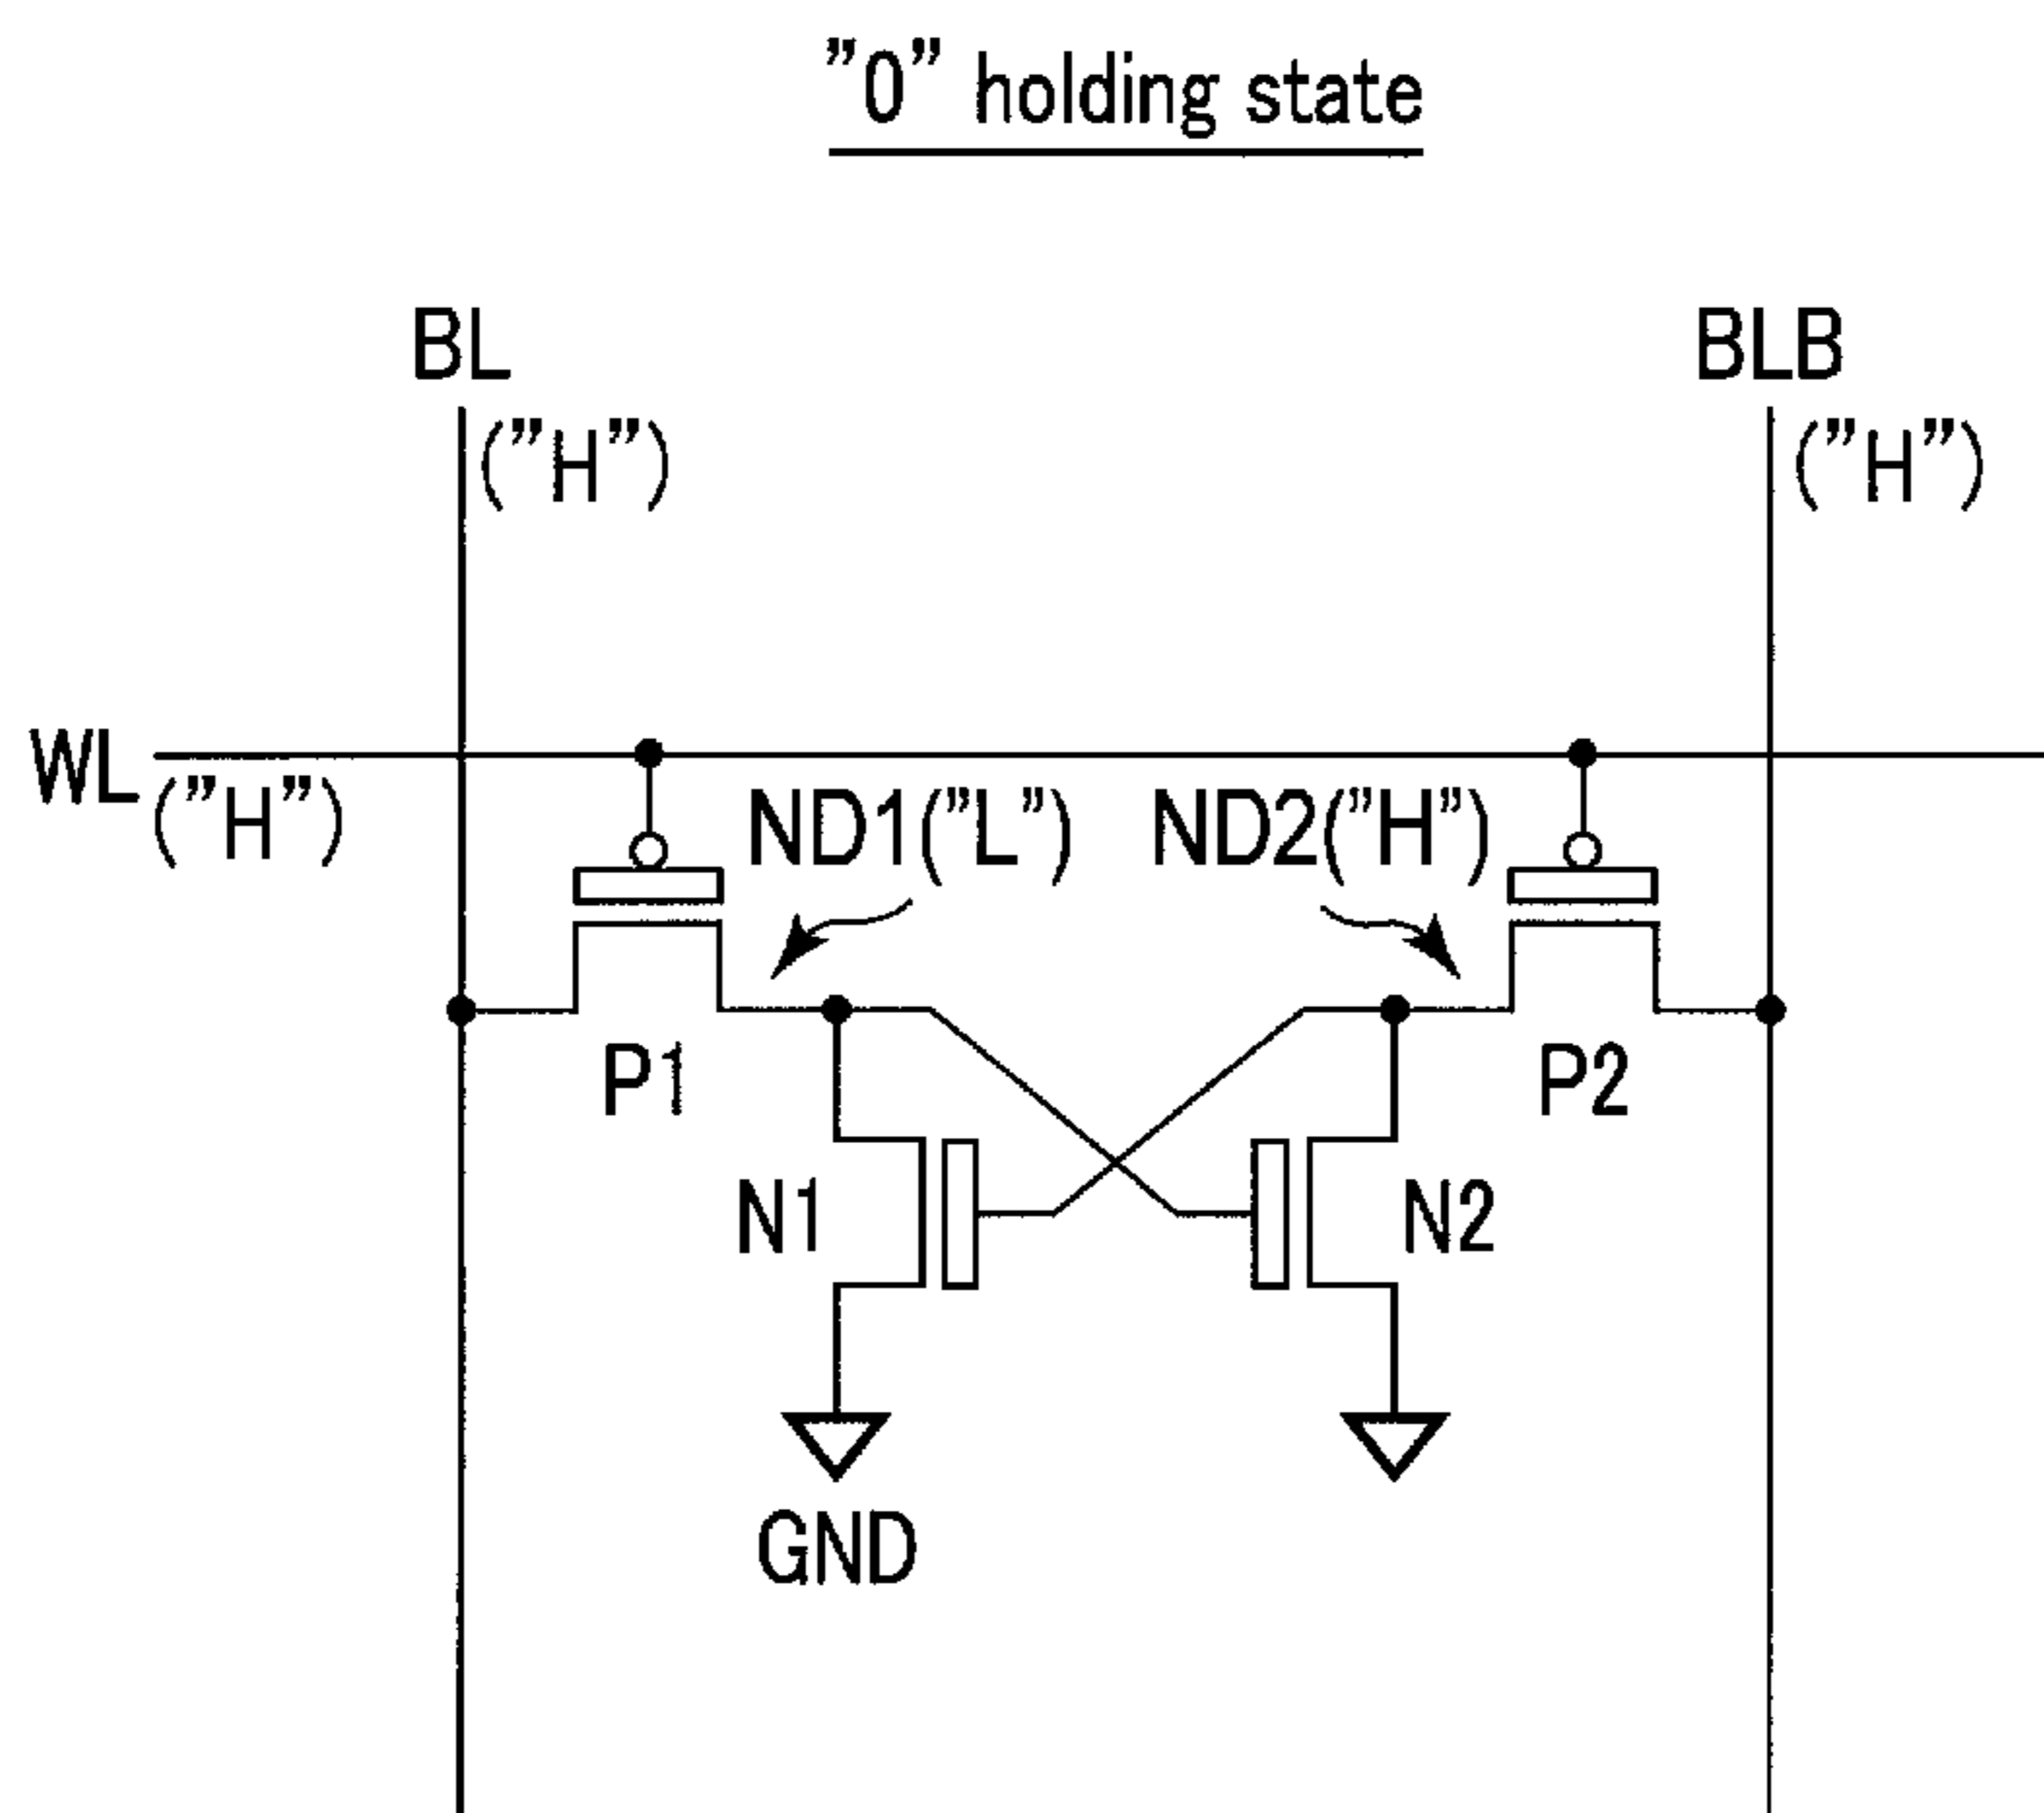 "0" holding state
BL
BLB
("H")
("H")
WL
("H")
ND1("L")
ND2("H")
P1
P2
N1
N2
GND